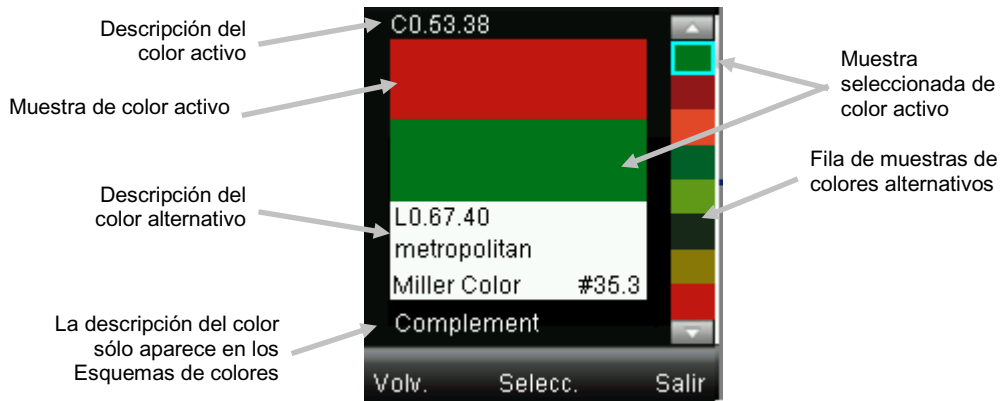 Descripción del
color activo
Muestra de color activo
Descripción del
color alternativo
La descripción del color
sólo aparece en los
Esquemas de colores
C0.53.38
L0.67.40
metropolitan
Miller Color #35.3
Complement
Volv. Selecc. Salir
Muestra
seleccionada de
color activo
Fila de muestras de
colores alternativos